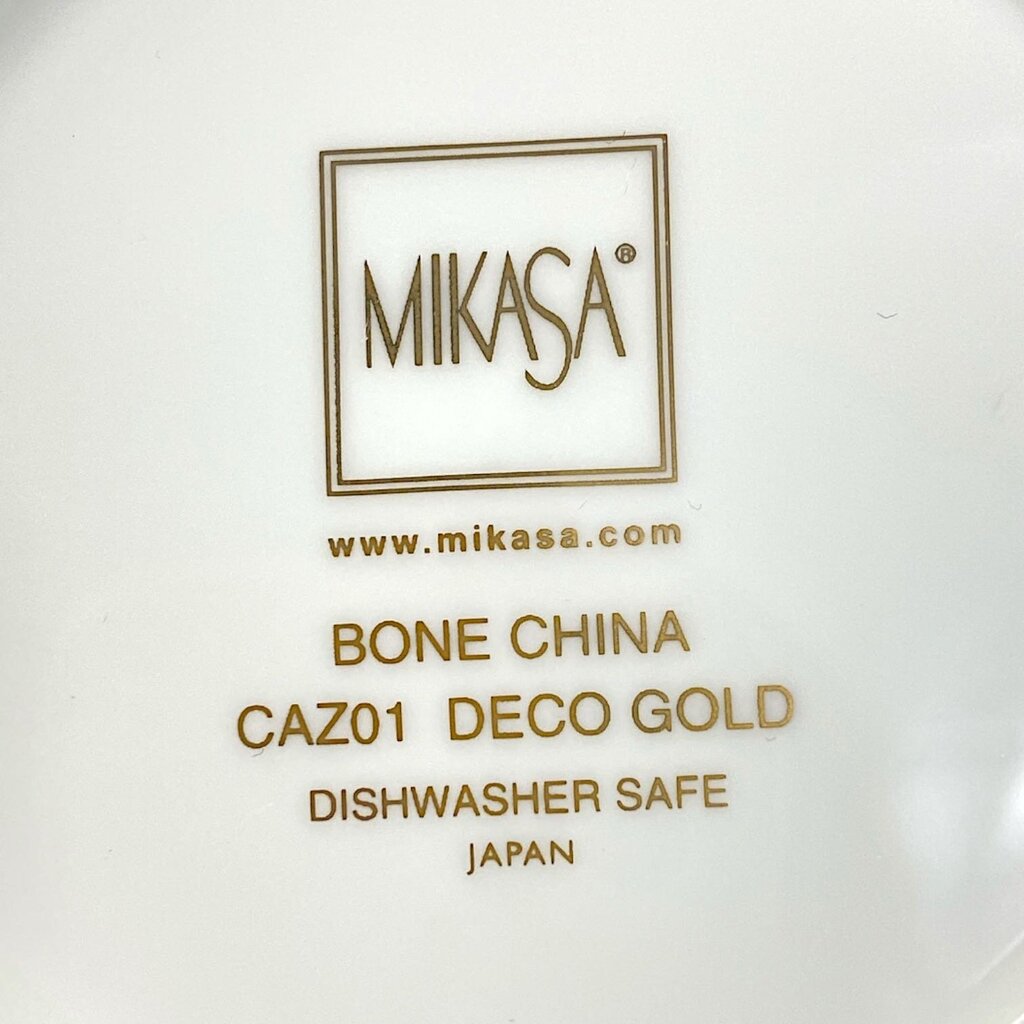 MIKASA®
www.mikasa.com
BONE CHINA
CAZ01 DECO GOLD
DISHWASHER SAFE
JAPAN